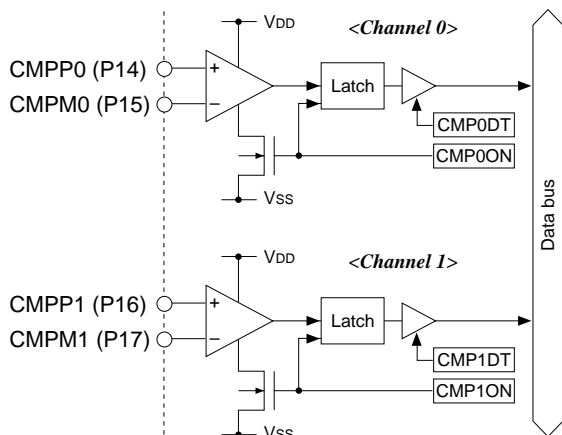 VDD
<Channel 0>
CMPP0 (P14)
+
CMPM0 (P15)
−
Latch
CMP0DT
CMP0ON
VSS
Data bus
VDD
<Channel 1>
CMPP1 (P16)
+
CMPM1 (P17)
−
Latch
CMP1DT
CMP1ON
VSS